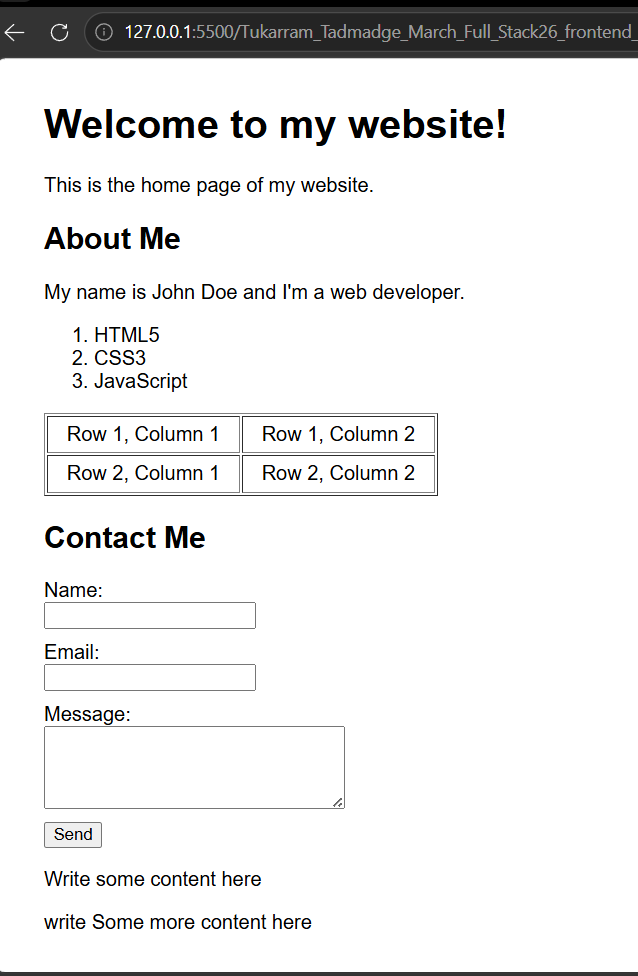 127.0.0.1:5500/Tukarram_Tadmadge_March_Full_Stack26_frontend_
Welcome to my website!
This is the home page of my website.
About Me
My name is John Doe and I'm a web developer.
1. HTML5
2. CSS3
3. JavaScript
Row 1, Column 1 Row 1, Column 2
Row 2, Column 1 Row 2, Column 2
Contact Me
Name:
Email:
Message:
Send
Write some content here
write Some more content here